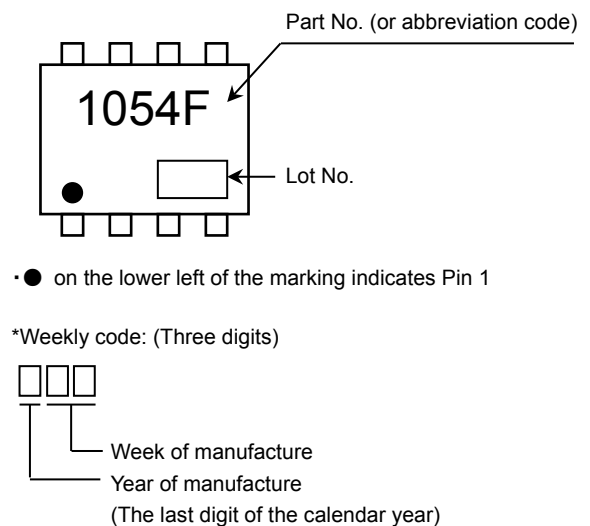 Part No. (or abbreviation code)
1054F
Lot No.
・● on the lower left of the marking indicates Pin 1
*Weekly code: (Three digits)
Week of manufacture
Year of manufacture
(The last digit of the calendar year)